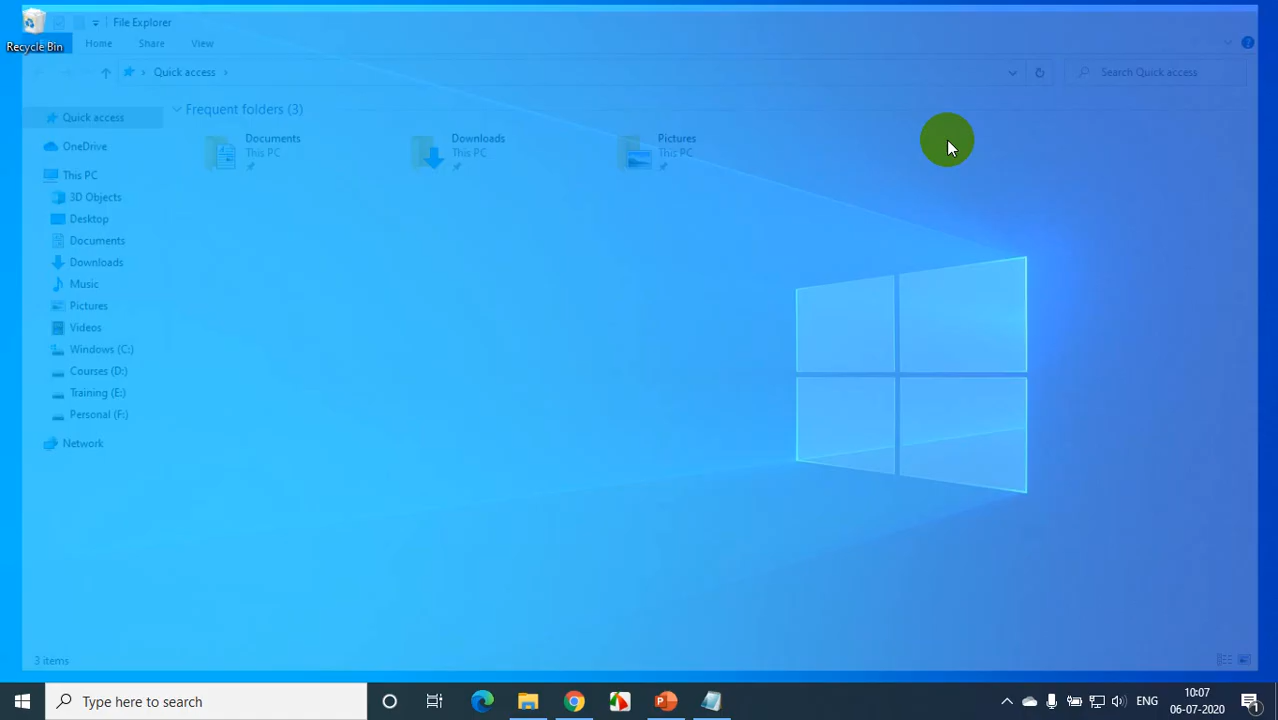 File Explorer
Recycle Bin
Home Share View
Quick access
Search Quick access
Quick access
OneDrive
This PC
3D Objects
Desktop
Documents
Downloads
Music
Pictures
Videos
Windows (C:)
Courses (D:)
Training (E:)
Personal (F:)
Network
Frequent folders (3)
Documents
This PC
Downloads
This PC
Pictures
This PC
3 items
Type here to search
ENG
10:07
06-07-2020
1